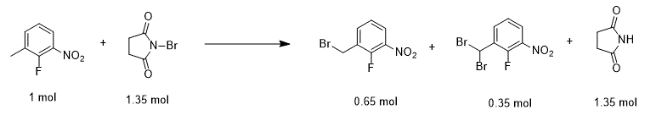 F
NO2
+
O
N-Br
O
Br
F
NO2
+
Br
Br
F
NO2
+
O
NH
O
1 mol
1.35 mol
0.65 mol
0.35 mol
1.35 mol